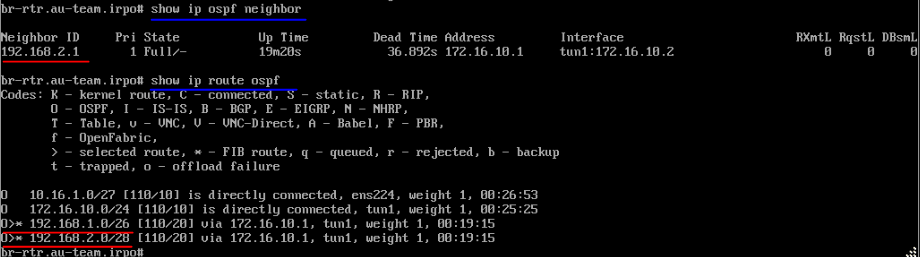 br-rtr.au-team.irpo# show ip ospf neighbor
Neighbor ID Pri State Up Time Dead Time Address Interface RXmtL RqstL DBsmL
192.168.2.1 1 Full/- 19m20s 36.892s 172.16.10.1 tun1:172.16.10.2 0 0 0
br-rtr.au-team.irpo# show ip route ospf
Codes: K - kernel route, C - connected, S - static, R - RIP,
O - OSPF, I - IS-IS, B - BGP, E - EIGRP, N - NHRP,
T - Table, v - VNC, V - VNC-Direct, A - Babel, F - PBR,
f - OpenFabric,
> - selected route, * - FIB route, q - queued, r - rejected, b - backup
t - trapped, o - offload failure
O 10.16.1.0/27 [110/10] is directly connected, ens224, weight 1, 00:26:53
O 172.16.10.0/24 [110/10] is directly connected, tun1, weight 1, 00:25:25
O>* 192.168.1.0/26 [110/20] via 172.16.10.1, tun1, weight 1, 00:19:15
O>* 192.168.2.0/28 [110/20] via 172.16.10.1, tun1, weight 1, 00:19:15
br-rtr.au-team.irpo#